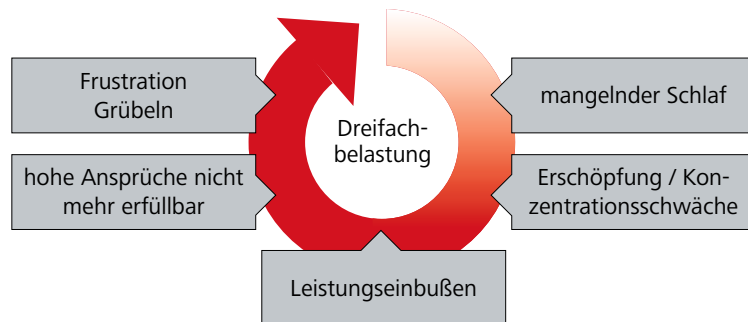 Dreifach-
belastung
mangelnder Schlaf
Erschöpfung / Kon-
zentrationsschwäche
Leistungseinbußen
hohe Ansprüche nicht
mehr erfüllbar
Frustration
Grübeln